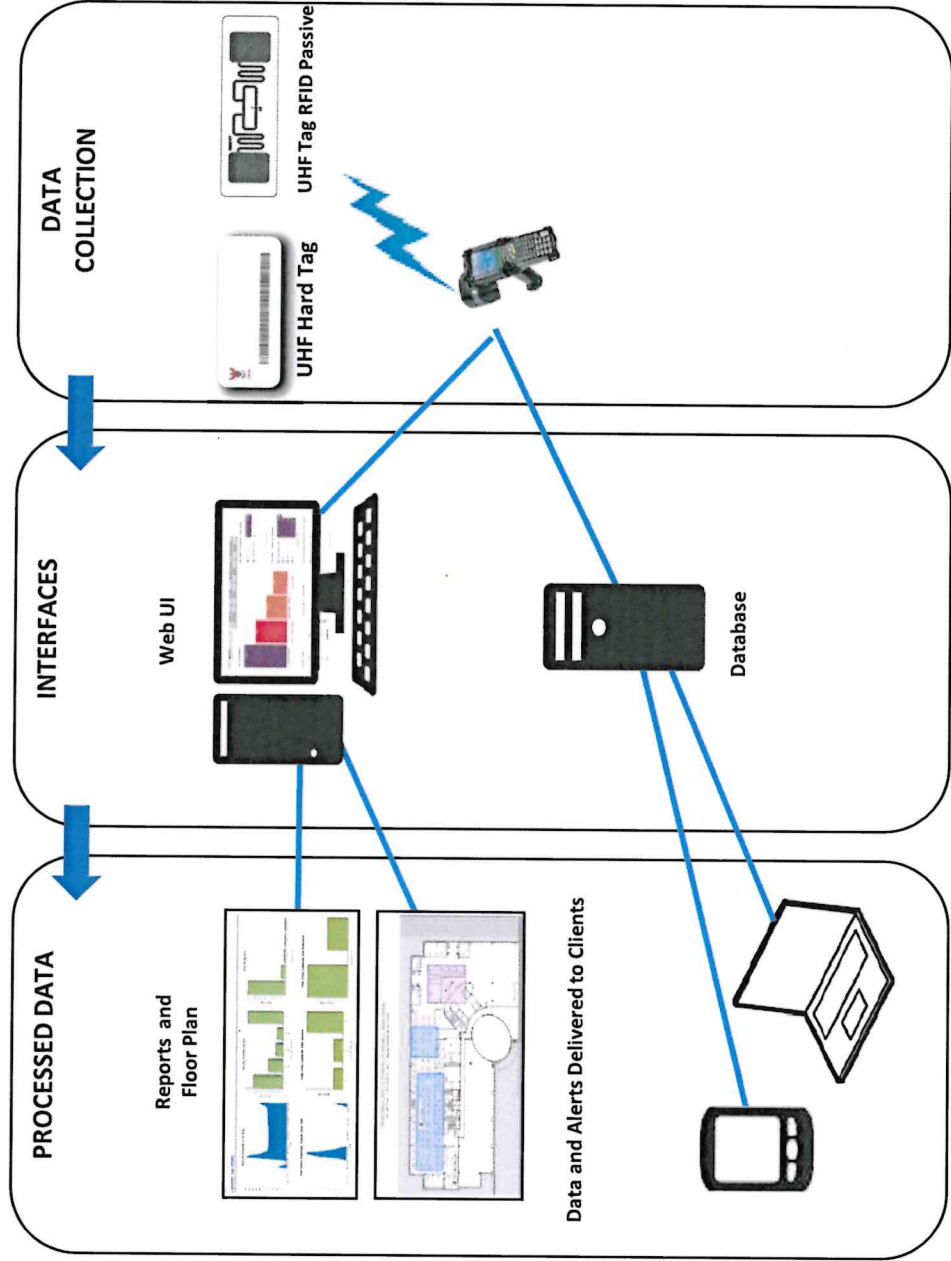 PROCESSED DATA
Reports and
Floor Plan
Data and Alerts Delivered to Clients
INTERFACES
Web UI
Database
DATA
COLLECTION
UHF Hard Tag
UHF Tag RFID Passive